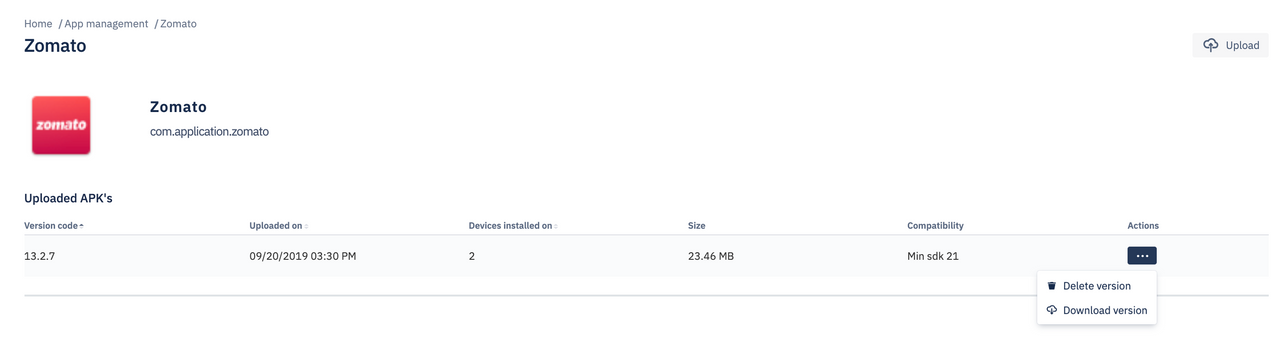 Home / App management / Zomato
Zomato
Upload
zomato
Zomato
com.application.zomato
Uploaded APK's
Version code Uploaded on Devices installed on Size Compatibility Actions
13.2.7 09/20/2019 03:30 PM 2 23.46 MB Min sdk 21
Delete version
Download version